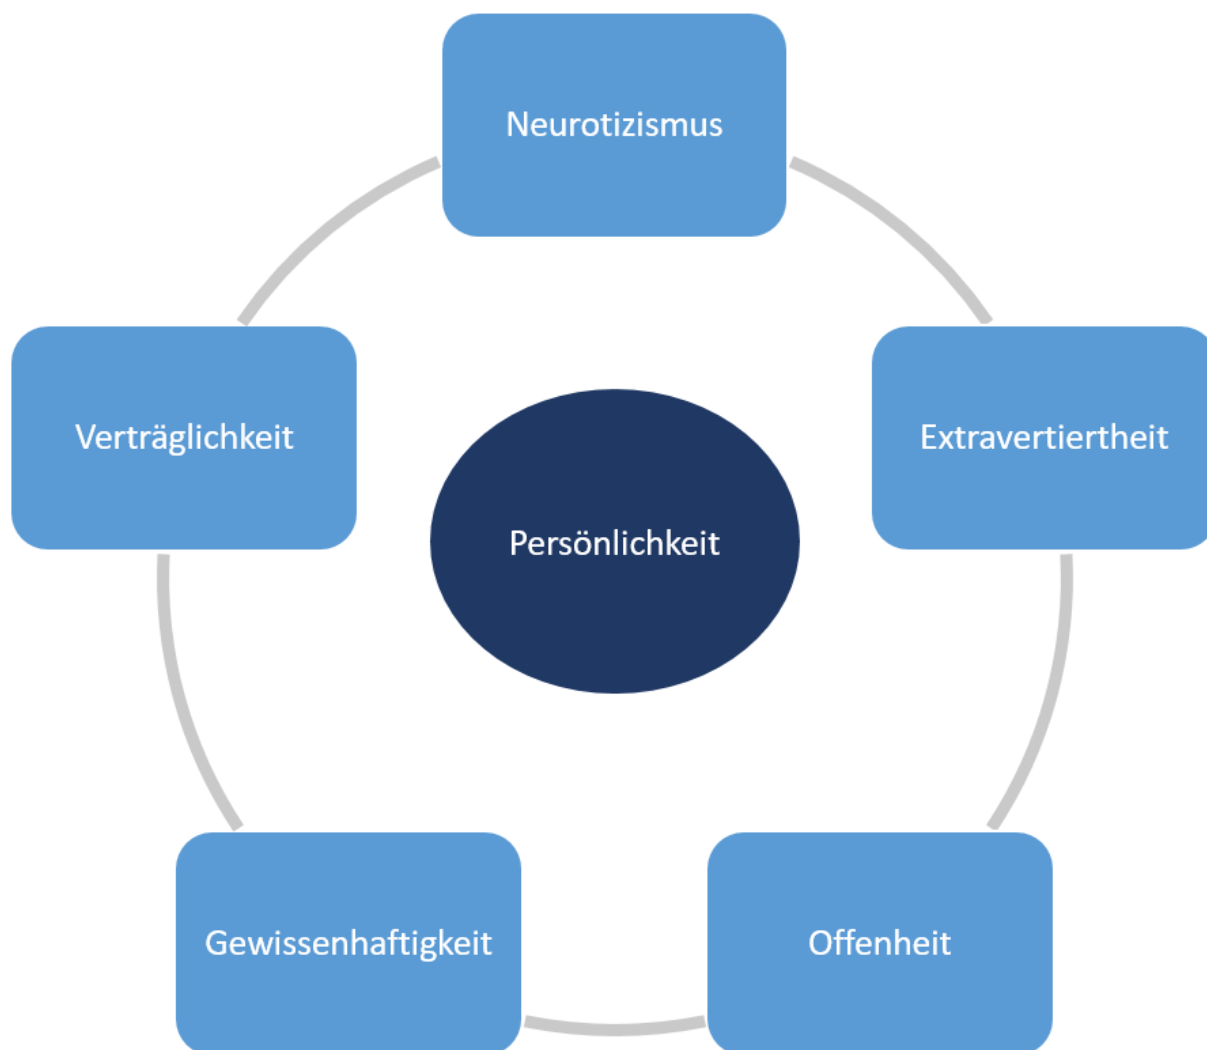 Neurotizismus
Verträglichkeit
Extravertiertheit
Persönlichkeit
Gewissenhaftigkeit
Offenheit